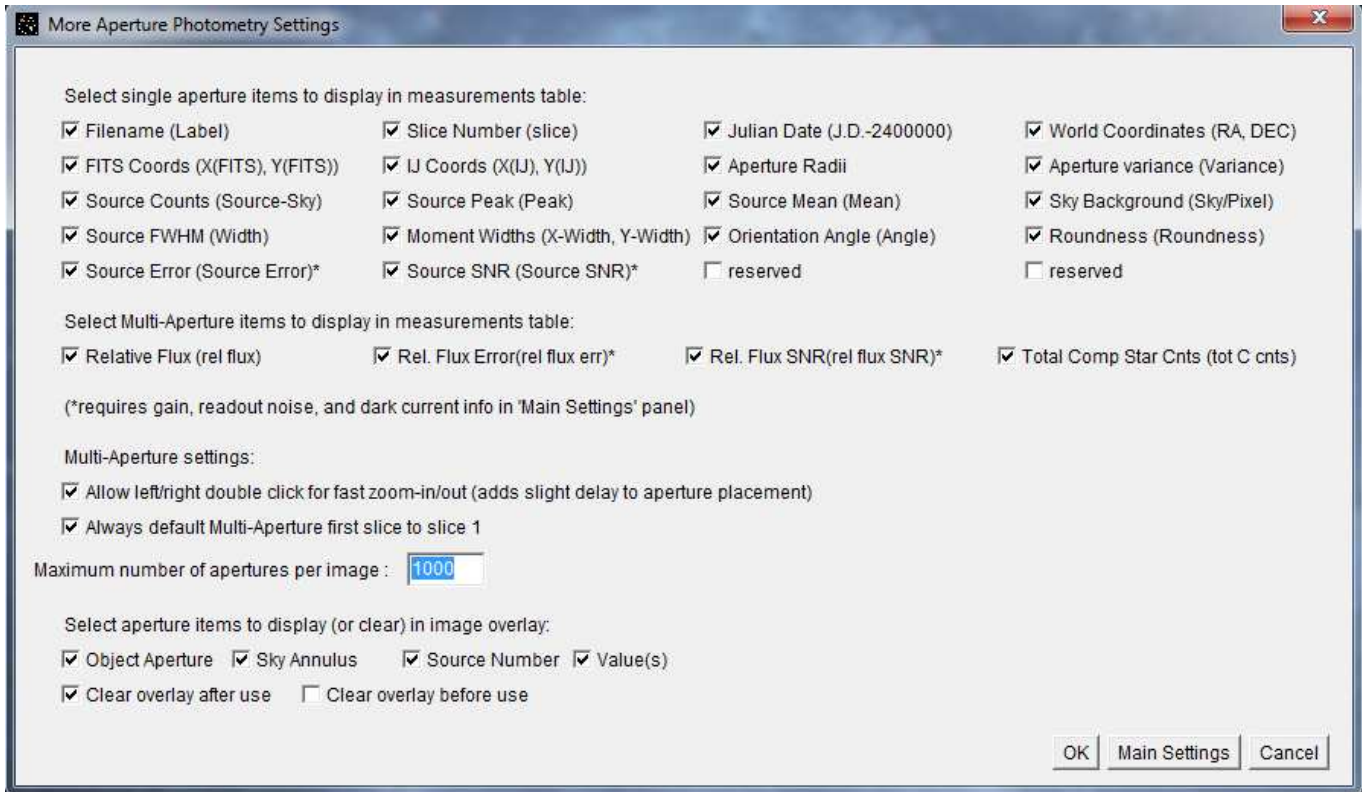 More Aperture Photometry Settings
Select single aperture items to display in measurements table:
Filename (Label) Slice Number (slice) Julian Date (J.D.-2400000) World Coordinates (RA, DEC)
FITS Coords (X(FITS), Y(FITS)) IJ Coords (X(IJ), Y(IJ)) Aperture Radii Aperture variance (Variance)
Source Counts (Source-Sky) Source Peak (Peak) Source Mean (Mean) Sky Background (Sky/Pixel)
Source FWHM (Width) Moment Widths (X-Width, Y-Width) Orientation Angle (Angle) Roundness (Roundness)
Source Error (Source Error)* Source SNR (Source SNR)* reserved reserved
Select Multi-Aperture items to display in measurements table:
Relative Flux (rel flux) Rel. Flux Error(rel flux err)* Rel. Flux SNR(rel flux SNR)* Total Comp Star Cnts (tot C cnts)
(*requires gain, readout noise, and dark current info in 'Main Settings' panel)
Multi-Aperture settings:
Allow left/right double click for fast zoom-in/out (adds slight delay to aperture placement)
Always default Multi-Aperture first slice to slice 1
Maximum number of apertures per image : 1000
Select aperture items to display (or clear) in image overlay:
Object Aperture Sky Annulus Source Number Value(s)
Clear overlay after use Clear overlay before use
OK Main Settings Cancel